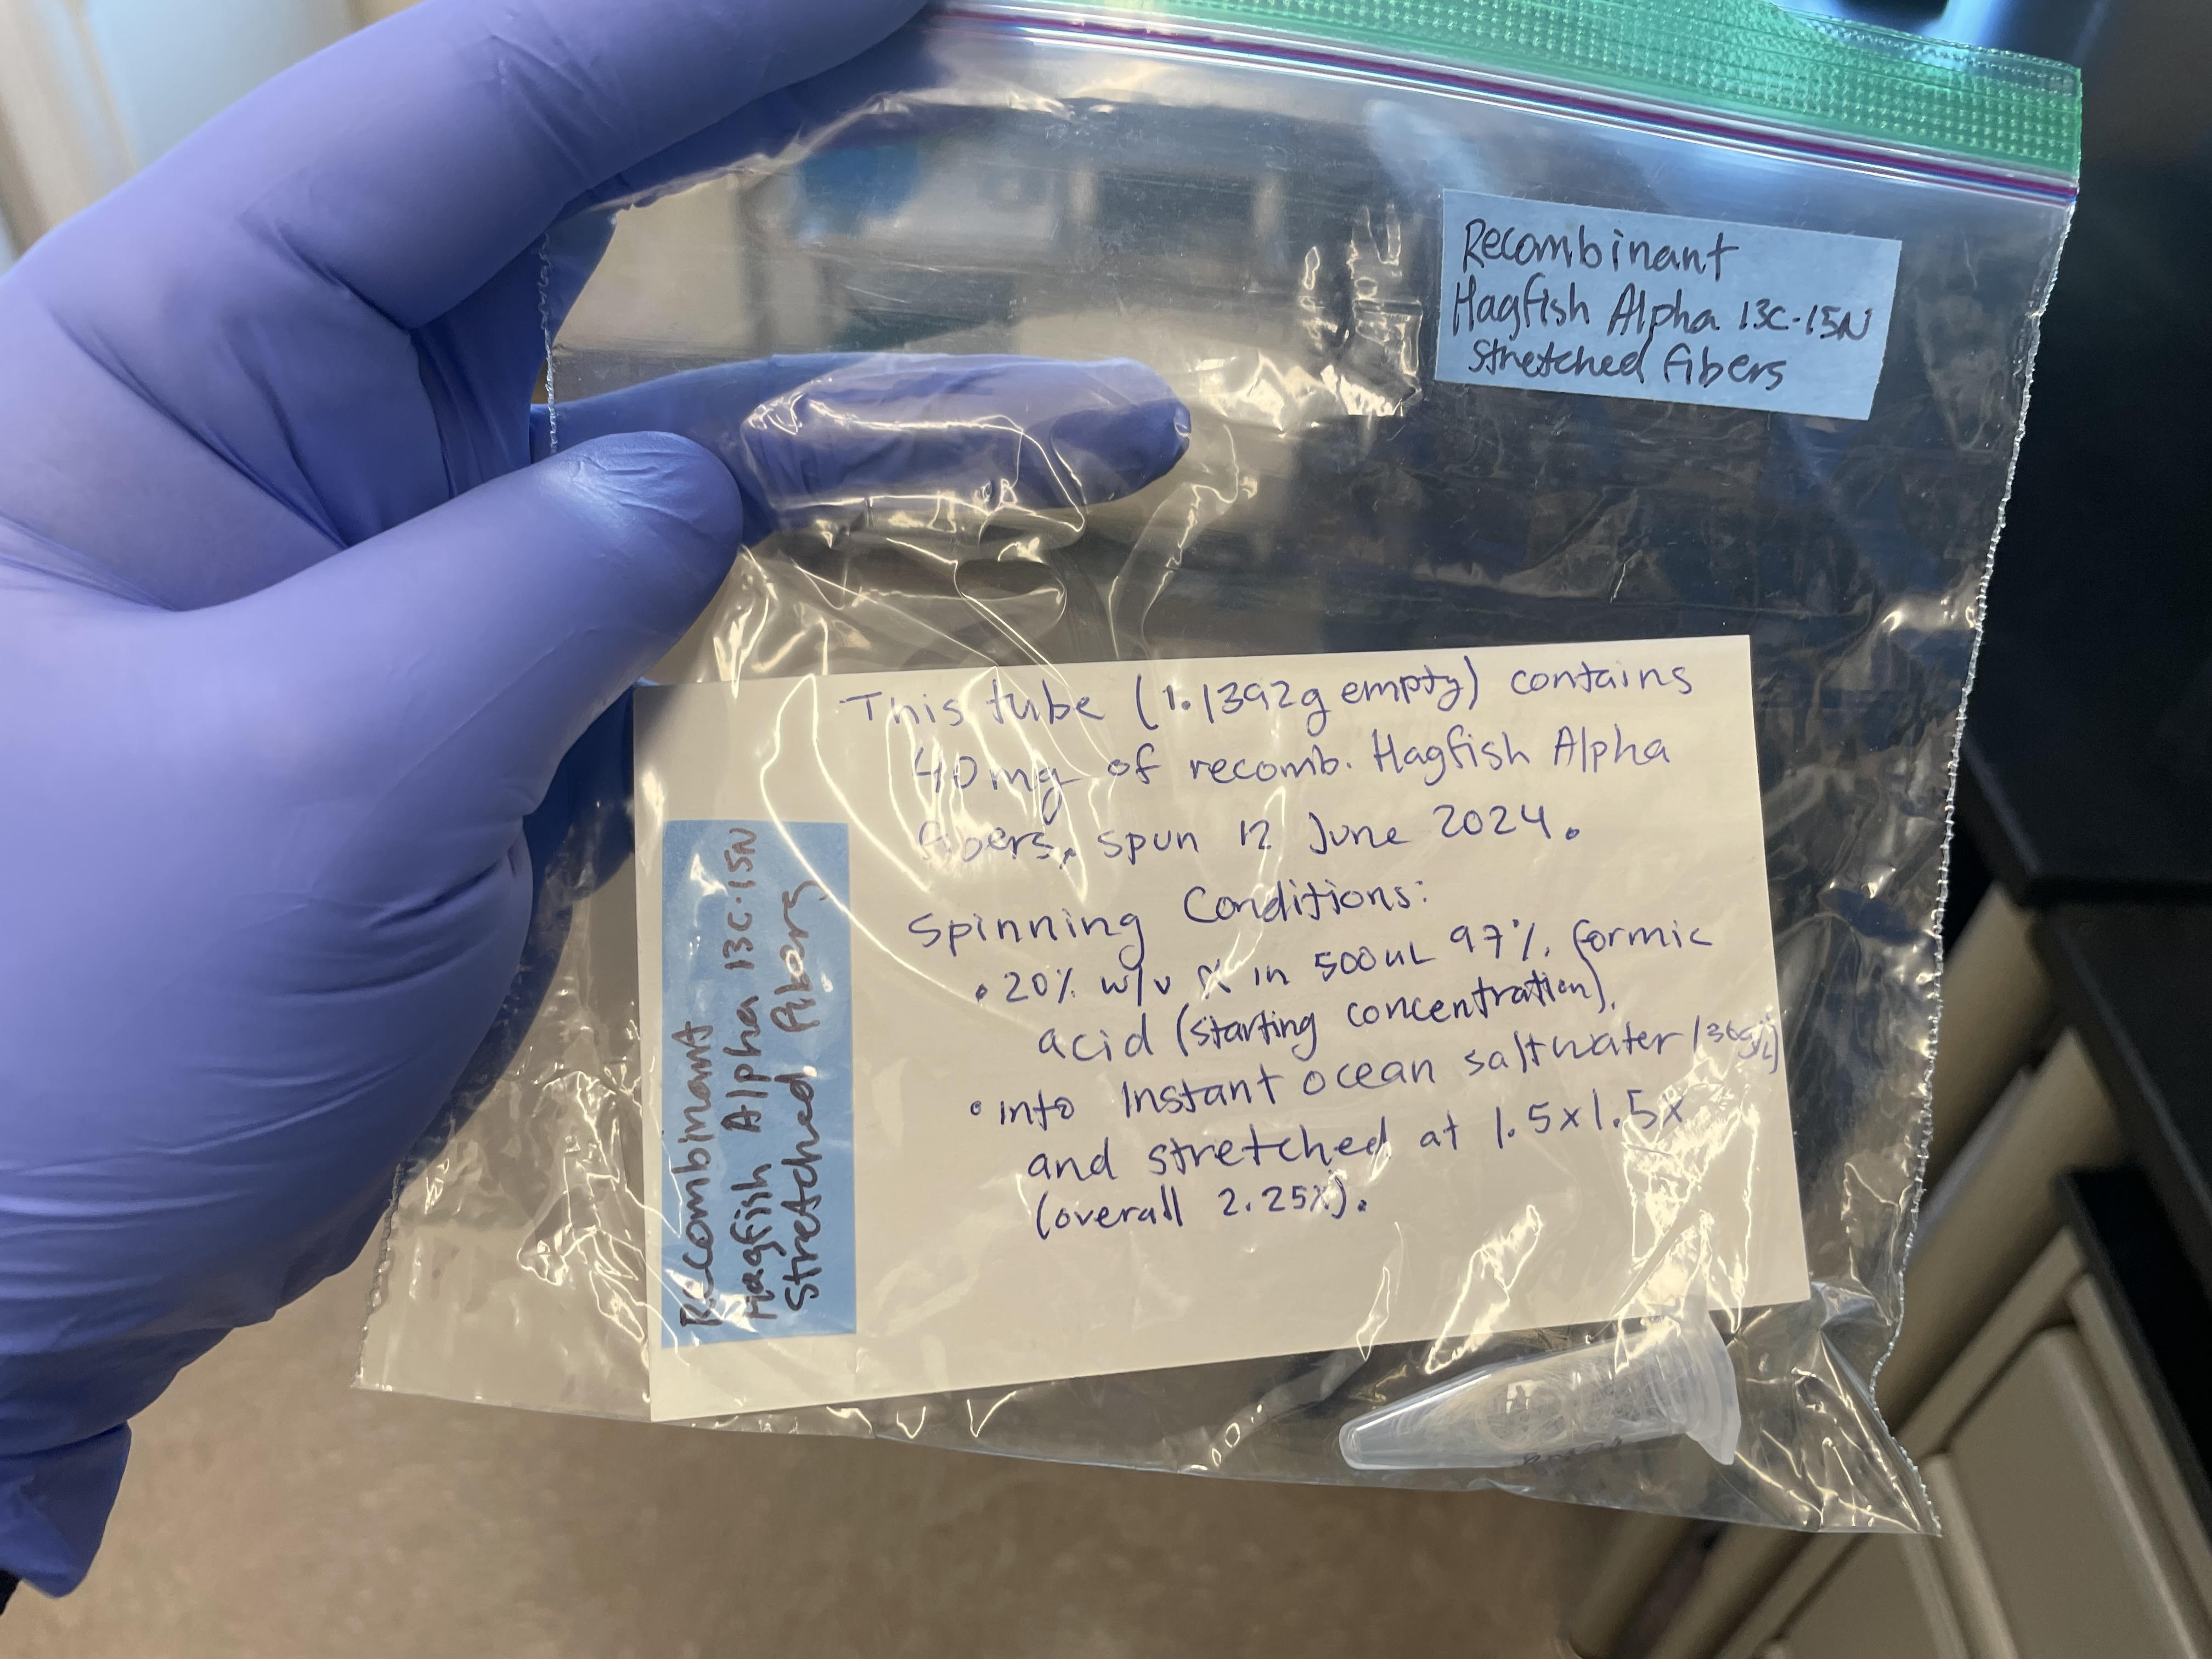 Recombinant
Hagfish Alpha 13C-15N
Stretched fibers
This tube (1.1392g empty) contains
40mg of recomb. Hagfish Alpha
fibers, spun 12 June 2024.
Spinning Conditions:
• 20% w/v α in 500uL 97% formic
acid (starting concentration).
• into Instant ocean saltwater (36g/L)
and stretched at 1.5x1.5x
(overall 2.25x).
Recombinant
Hagfish Alpha 13C-15N
Stretched fibers